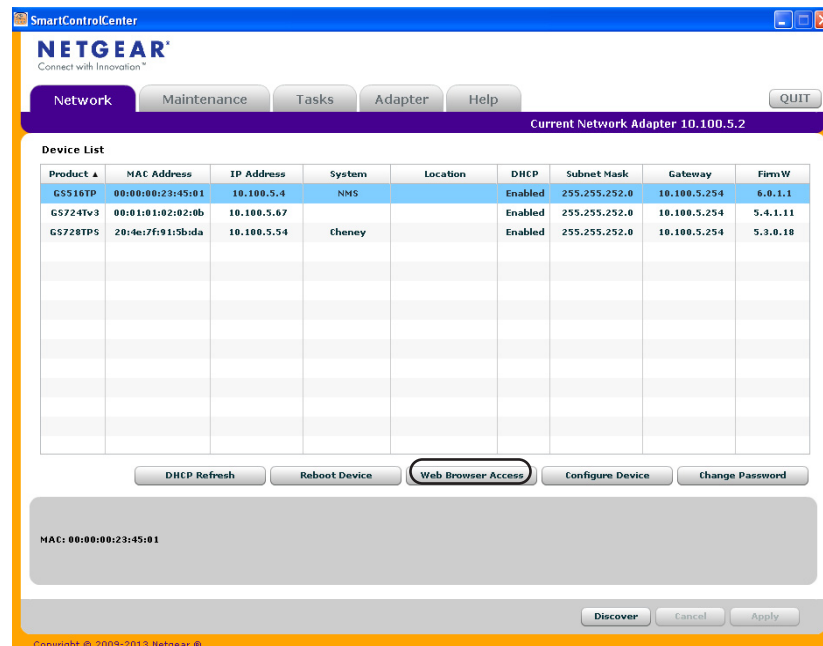 SmartControlCenter
NETGEAR®
Connect with Innovation™
Network Maintenance Tasks Adapter Help QUIT
Current Network Adapter 10.100.5.2
Device List
Product ▲ MAC Address IP Address System Location DHCP Subnet Mask Gateway FirmW
GS516TP 00:00:00:23:45:01 10.100.5.4 NMS Enabled 255.255.252.0 10.100.5.254 6.0.1.1
GS724Tv3 00:01:01:02:02:0b 10.100.5.67 Enabled 255.255.252.0 10.100.5.254 5.4.1.11
GS728TPS 20:4e:7f:91:5b:da 10.100.5.54 Cheney Enabled 255.255.252.0 10.100.5.254 5.3.0.18
DHCP Refresh Reboot Device Web Browser Access Configure Device Change Password
MAC: 00:00:00:23:45:01
Discover Cancel Apply
Copyright © 2009-2013 Netgear ®